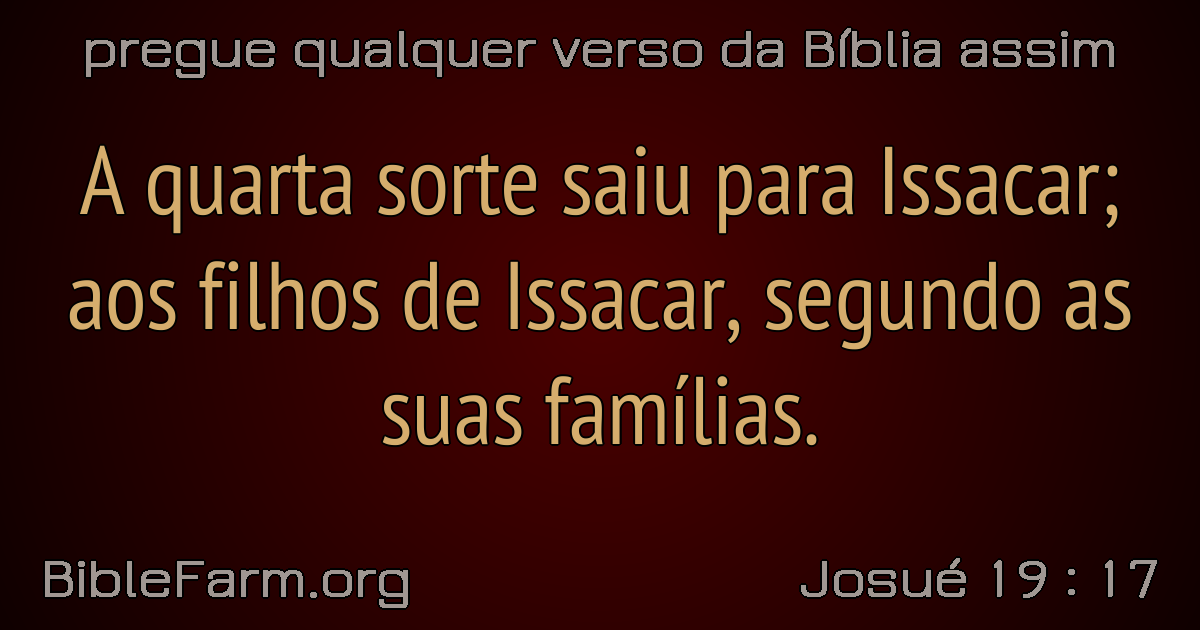 pregue qualquer verso da Bíblia assim
A quarta sorte saiu para Issacar;
aos filhos de Issacar, segundo as
suas famílias.
BibleFarm.org
Josué 19 : 17